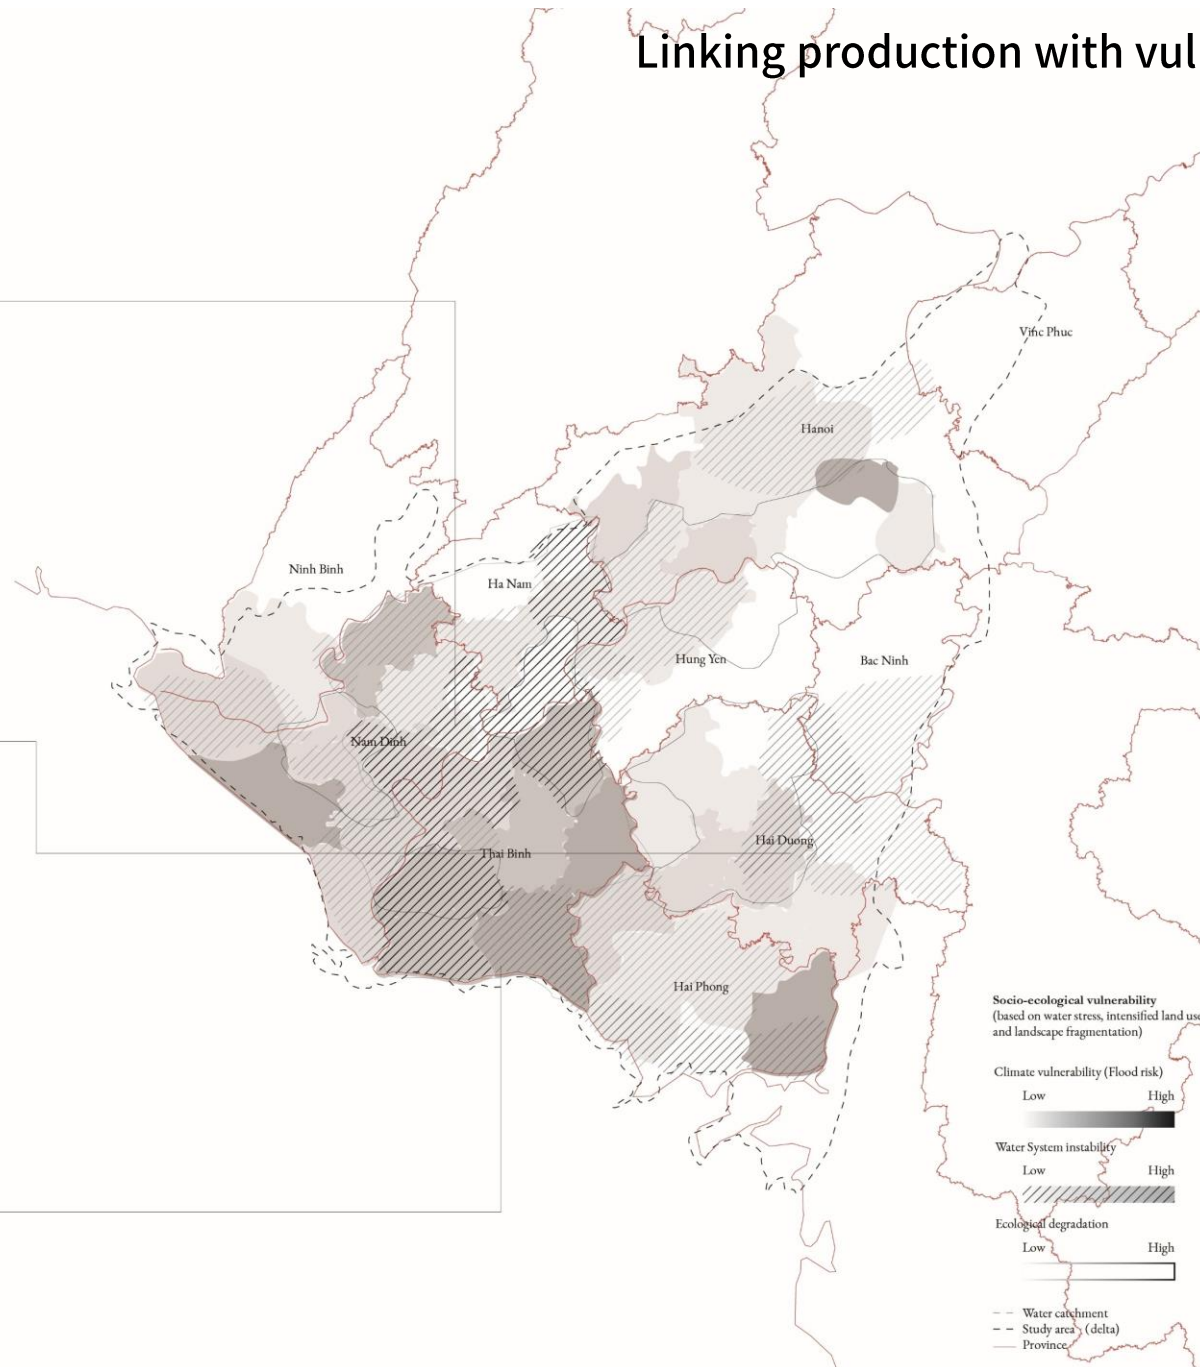 Linking production with vul
Vinc Phuc
Hanoi
Ninh Binh
Ha Nam
Hung Yen
Bac Ninh
Nam Dinh
Hai Duong
Thai Binh
Hai Phong
Socio-ecological vulnerability
(based on water stress, intensified land use
and landscape fragmentation)
Climate vulnerability (Flood risk)
Low High
Water System instability
Low High
Ecological degradation
Low High
Water catchment
Study area (delta)
Province